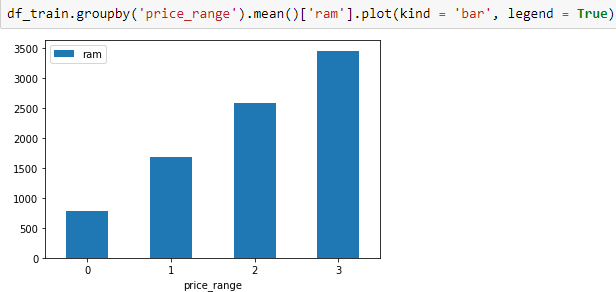 df_train.groupby('price_range').mean()['ram'].plot(kind = 'bar', legend = True)
ram
3500
3000
2500
2000
1500
1000
500
0
0 1 2 3
price_range